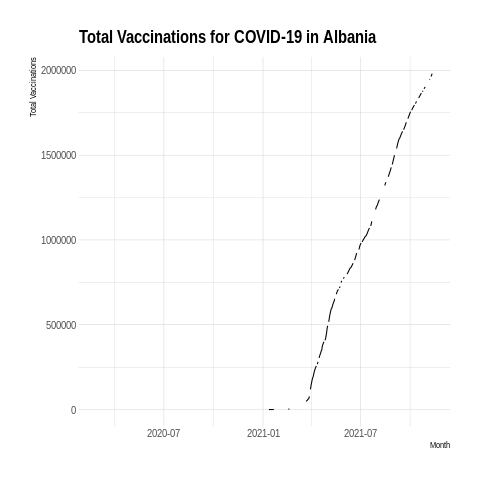 Total Vaccinations for COVID-19 in Albania
Total Vaccinations
2000000
1500000
1000000
500000
0
2020-07
2021-01
2021-07
Month